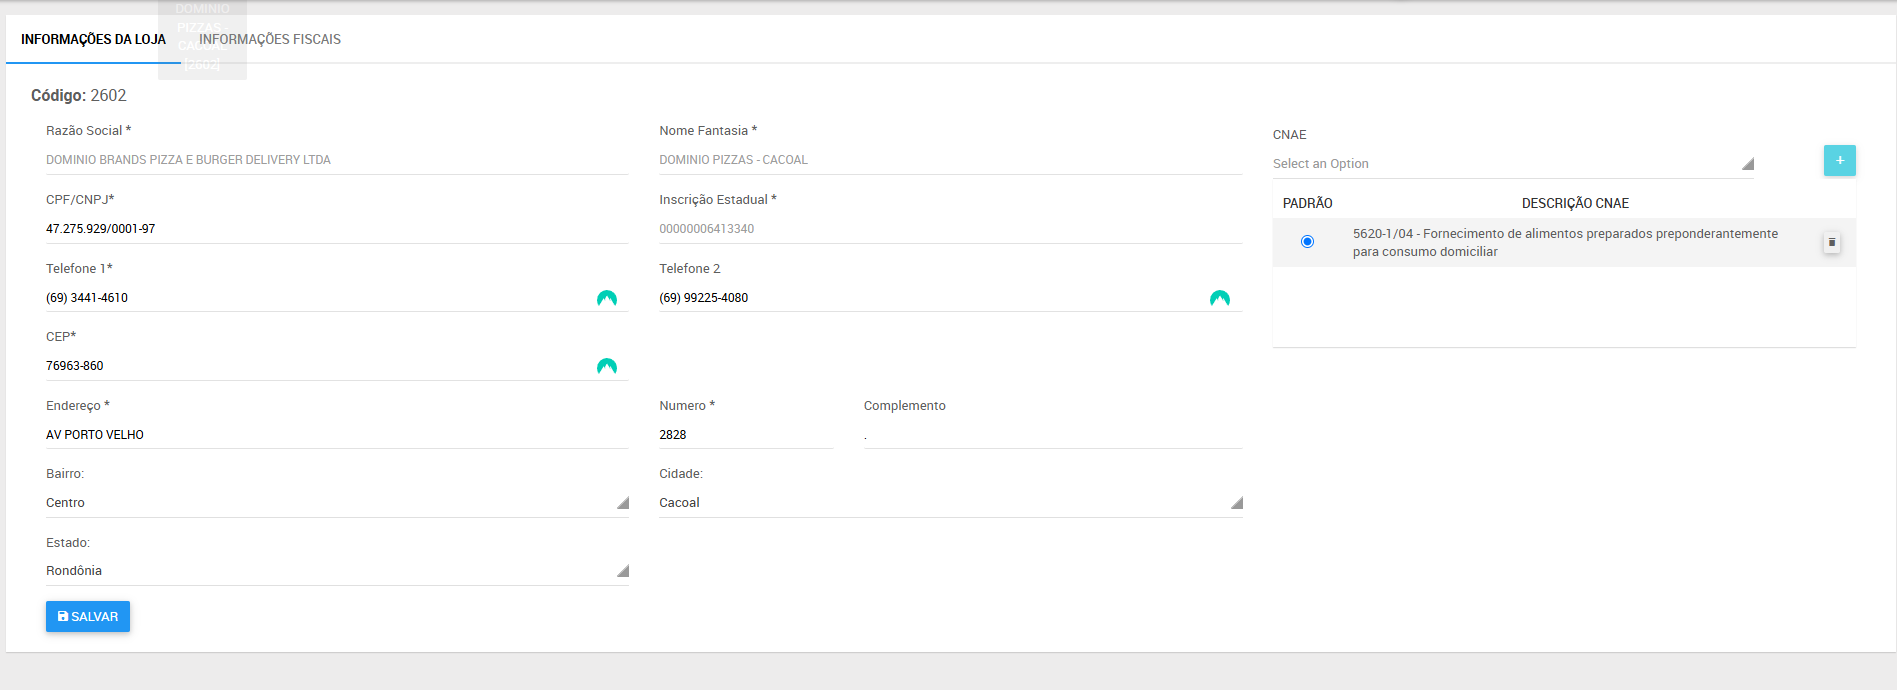 DOMINIO
PIZZAS -
CACOAL
[2602]
INFORMAÇÕES DA LOJA
INFORMAÇÕES FISCAIS
Código: 2602
Razão Social *
DOMINIO BRANDS PIZZA E BURGER DELIVERY LTDA
Nome Fantasia *
DOMINIO PIZZAS - CACOAL
CNAE
Select an Option
+
CPF/CNPJ*
47.275.929/0001-97
Inscrição Estadual *
00000006413340
PADRÃO
DESCRIÇÃO CNAE
5620-1/04 - Fornecimento de alimentos preparados preponderantemente
para consumo domiciliar
Telefone 1*
(69) 3441-4610
Telefone 2
(69) 99225-4080
CEP*
76963-860
Endereço *
AV PORTO VELHO
Numero *
2828
Complemento
.
Bairro:
Centro
Cidade:
Cacoal
Estado:
Rondônia
SALVAR